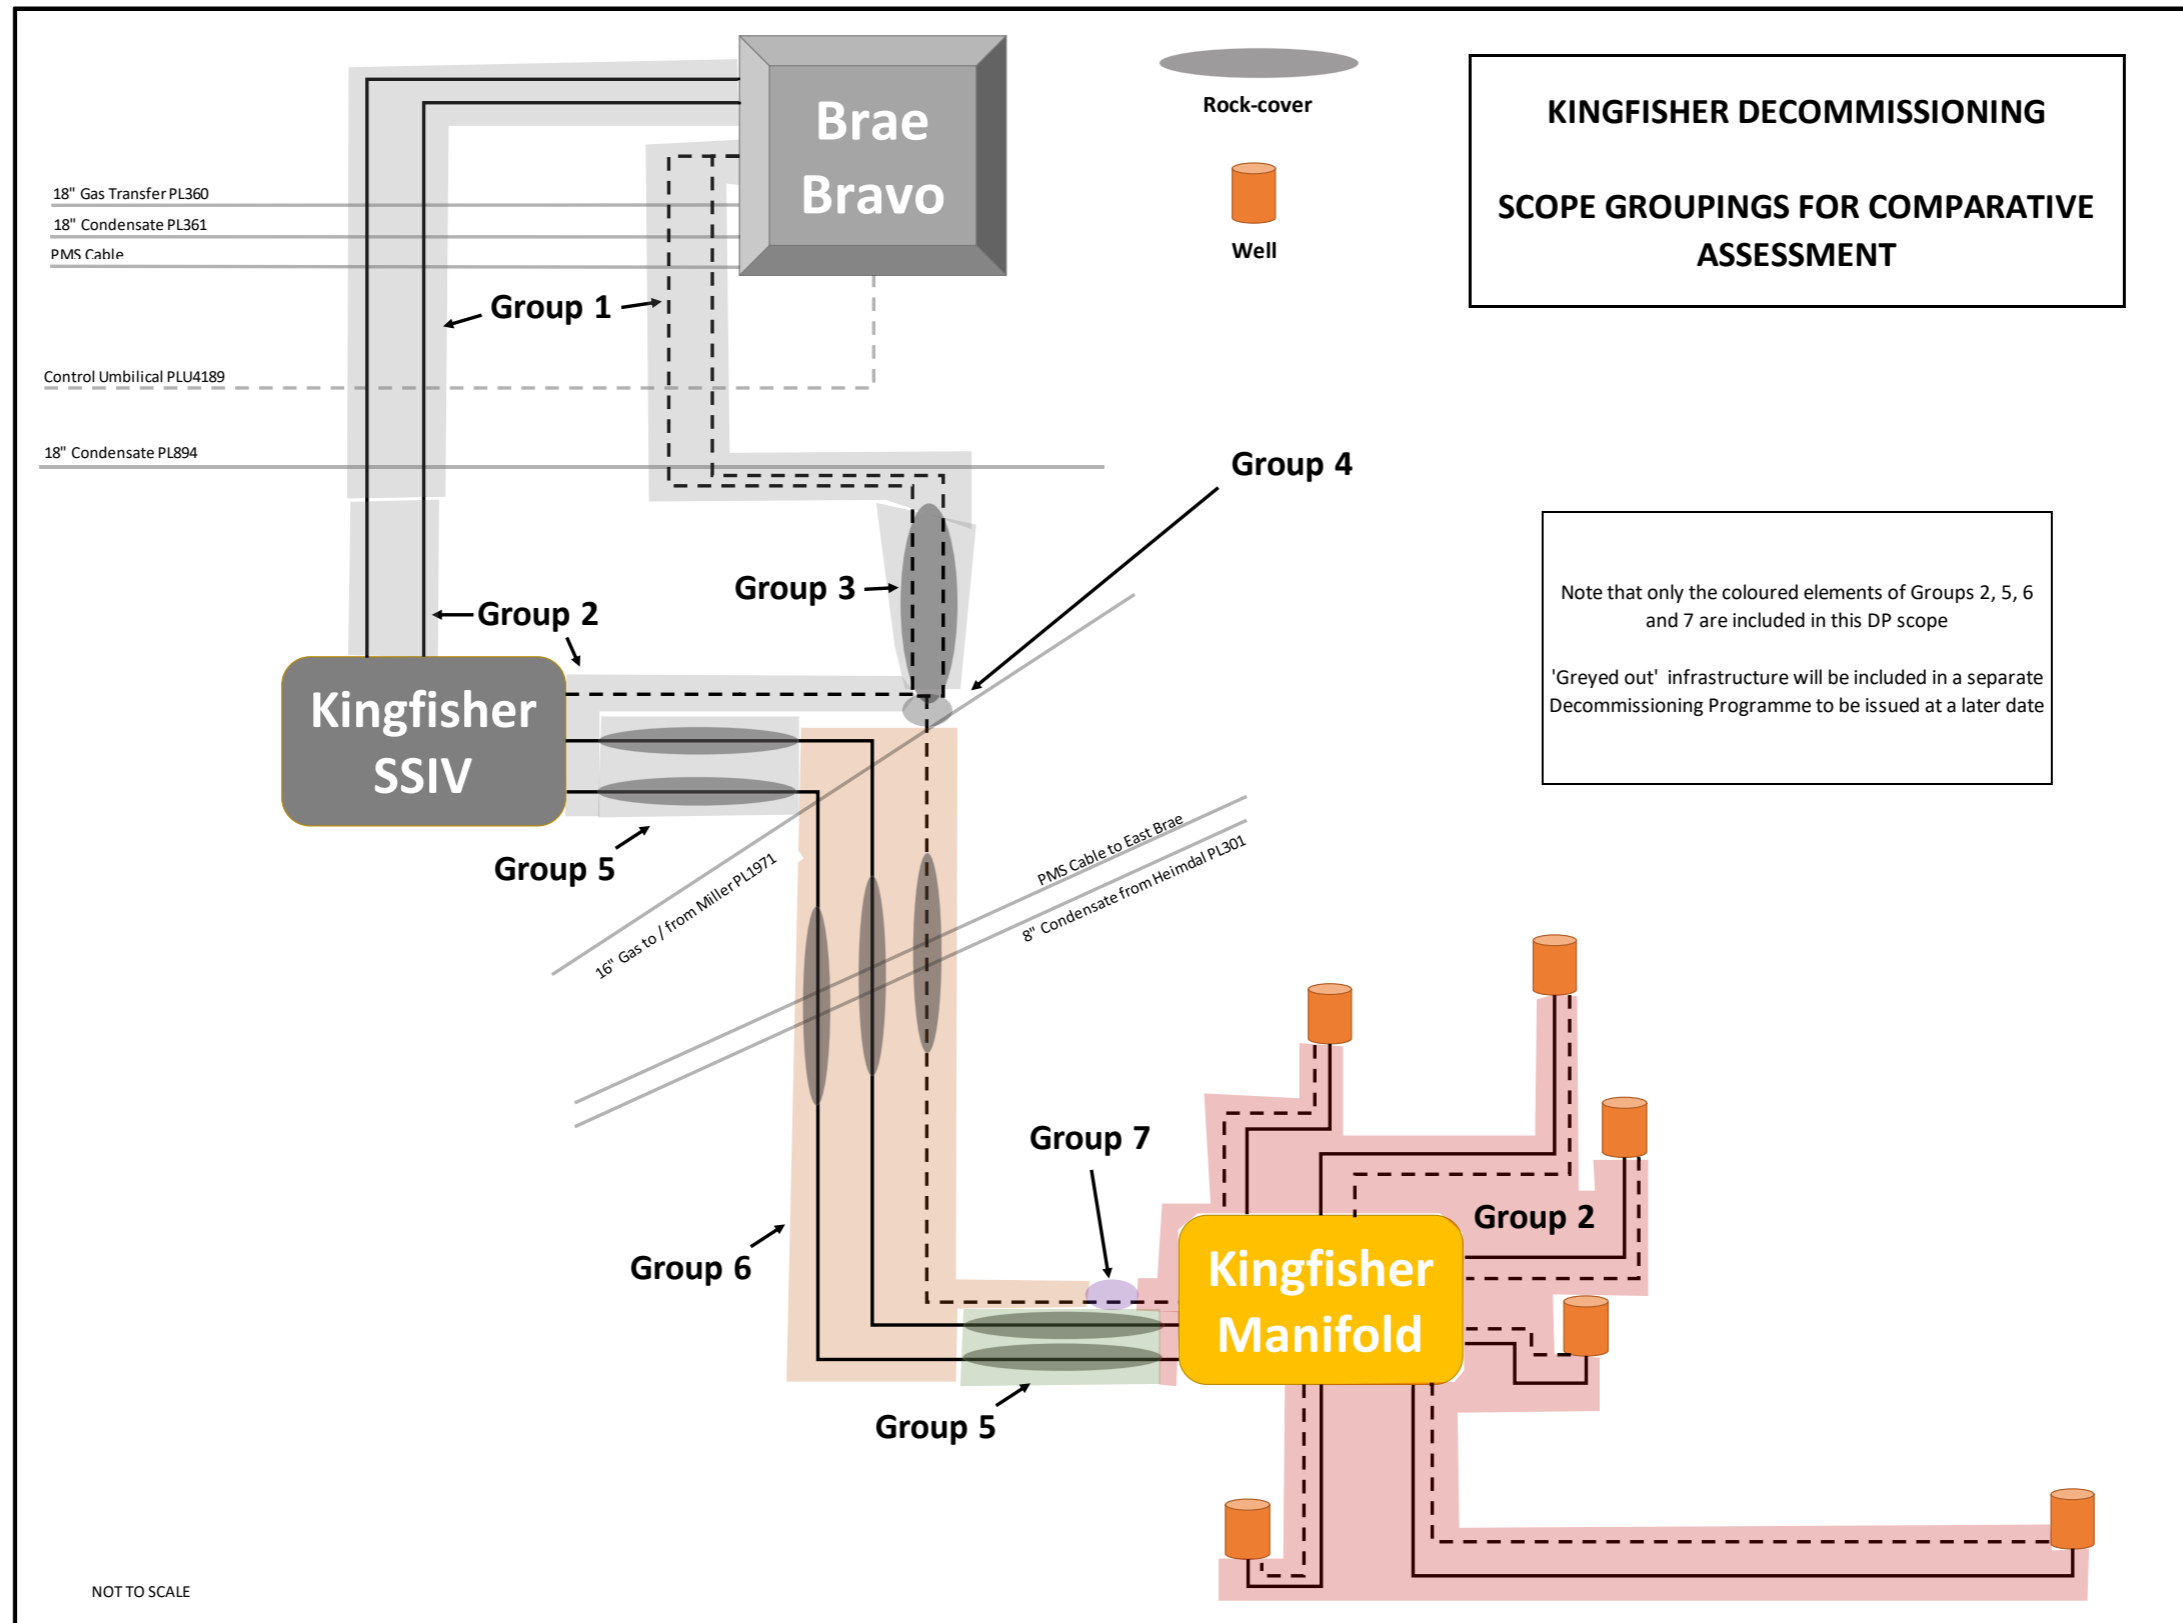 Brae
Bravo
Rock-cover
Well
KINGFISHER DECOMMISSIONING
SCOPE GROUPINGS FOR COMPARATIVE
ASSESSMENT
18" Gas Transfer PL360
18" Condensate PL361
PMS Cable
Group 1
Control Umbilical PLU4189
18" Condensate PL894
Group 4
Group 3
Group 2
Note that only the coloured elements of Groups 2, 5, 6
and 7 are included in this DP scope
'Greyed out' infrastructure will be included in a separate
Decommissioning Programme to be issued at a later date
Kingfisher
SSIV
Group 5
16" Gas to / from Miller PL1971
PMS Cable to East Brae
8" Condensate from Heimdal PL301
Group 7
Group 2
Group 6
Kingfisher
Manifold
Group 5
NOT TO SCALE